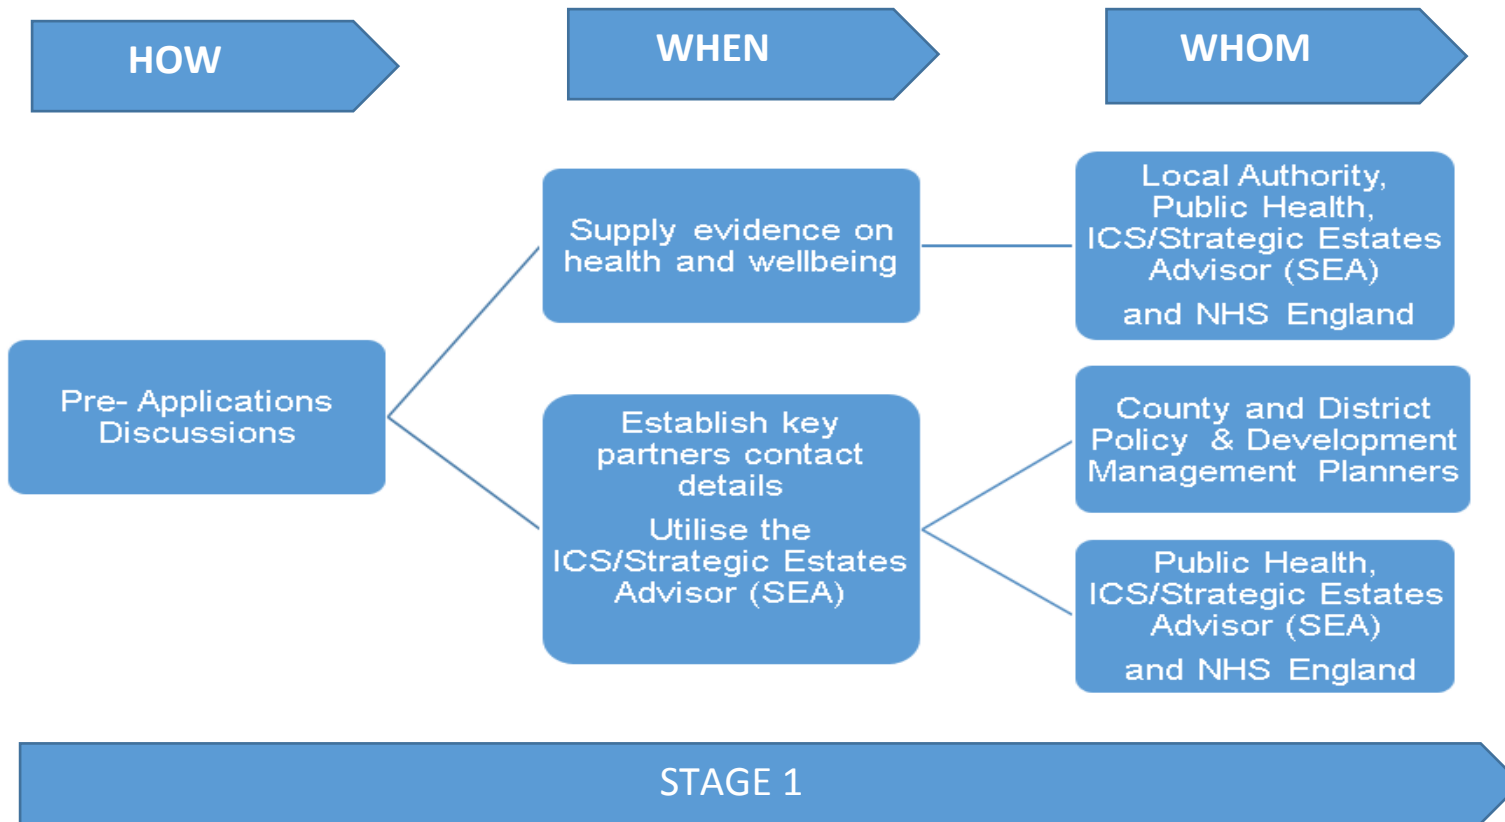 HOW
WHEN
WHOM
Pre- Applications
Discussions
Supply evidence on
health and wellbeing
Establish key
partners contact
details
Utilise the
ICS/Strategic Estates
Advisor (SEA)
Local Authority,
Public Health,
ICS/Strategic Estates
Advisor (SEA)
and NHS England
County and District
Policy & Development
Management Planners
Public Health,
ICS/Strategic Estates
Advisor (SEA)
and NHS England
STAGE 1